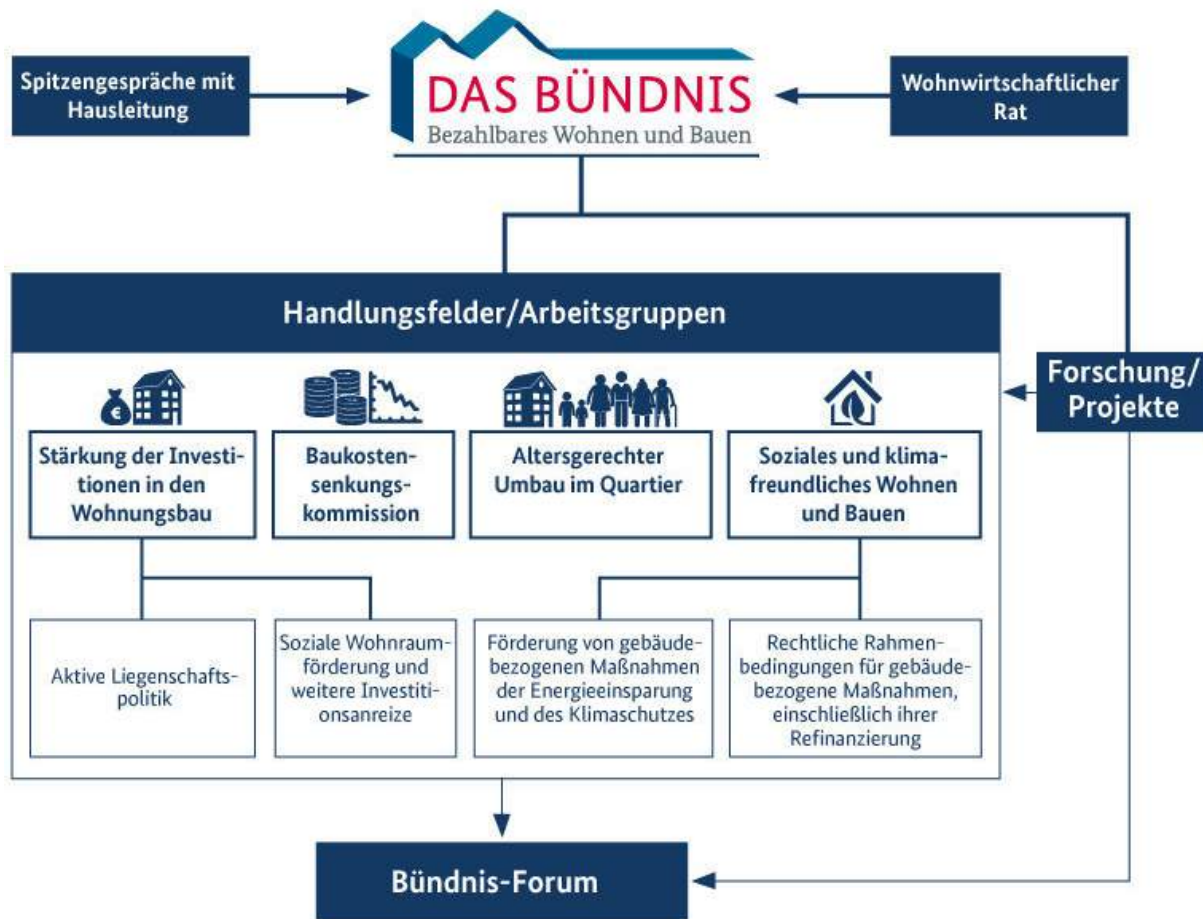 Spitzengespräche mit
Hausleitung
DAS BÜNDNIS
Bezahlbares Wohnen und Bauen
Wohnwirtschaftlicher
Rat
Handlungsfelder/Arbeitsgruppen
Forschung/
Projekte
€
Stärkung der Investi-
tionen in den
Wohnungsbau
Baukosten-
senkungs-
kommission
Altersgerechter
Umbau im Quartier
Soziales und klima-
freundliches Wohnen
und Bauen
Aktive Liegenschafts-
politik
Soziale Wohnraum-
förderung und
weitere Investiti-
onsanreize
Förderung von gebäude-
bezogenen Maßnahmen
der Energieeinsparung
und des Klimaschutzes
Rechtliche Rahmen-
bedingungen für gebäude-
bezogene Maßnahmen,
einschließlich ihrer
Refinanzierung
Bündnis-Forum